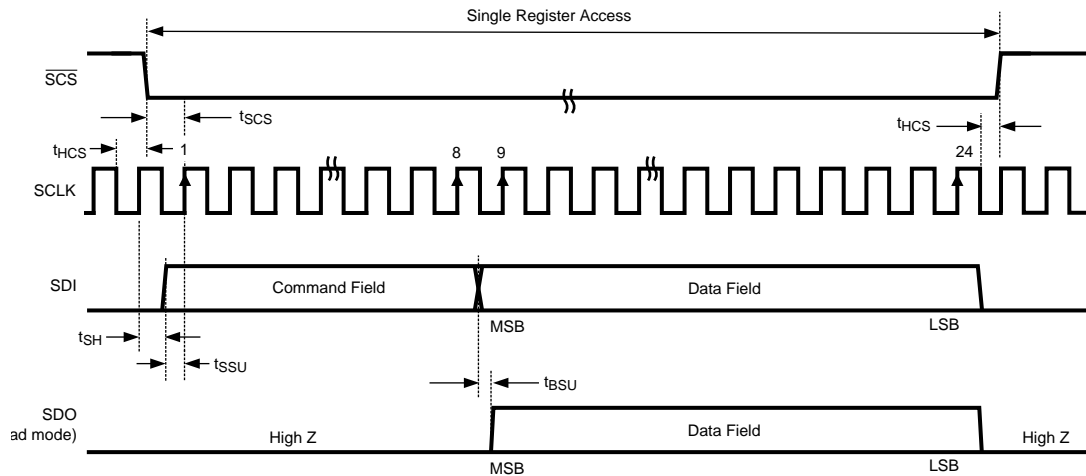 Single Register Access
SCS
tSCS
tHCS
tHCS
1
8
9
24
SCLK
SDI
Command Field
Data Field
MSB
LSB
tSH
tSSU
tBSU
SDO
ad mode)
High Z
Data Field
High Z
MSB
LSB